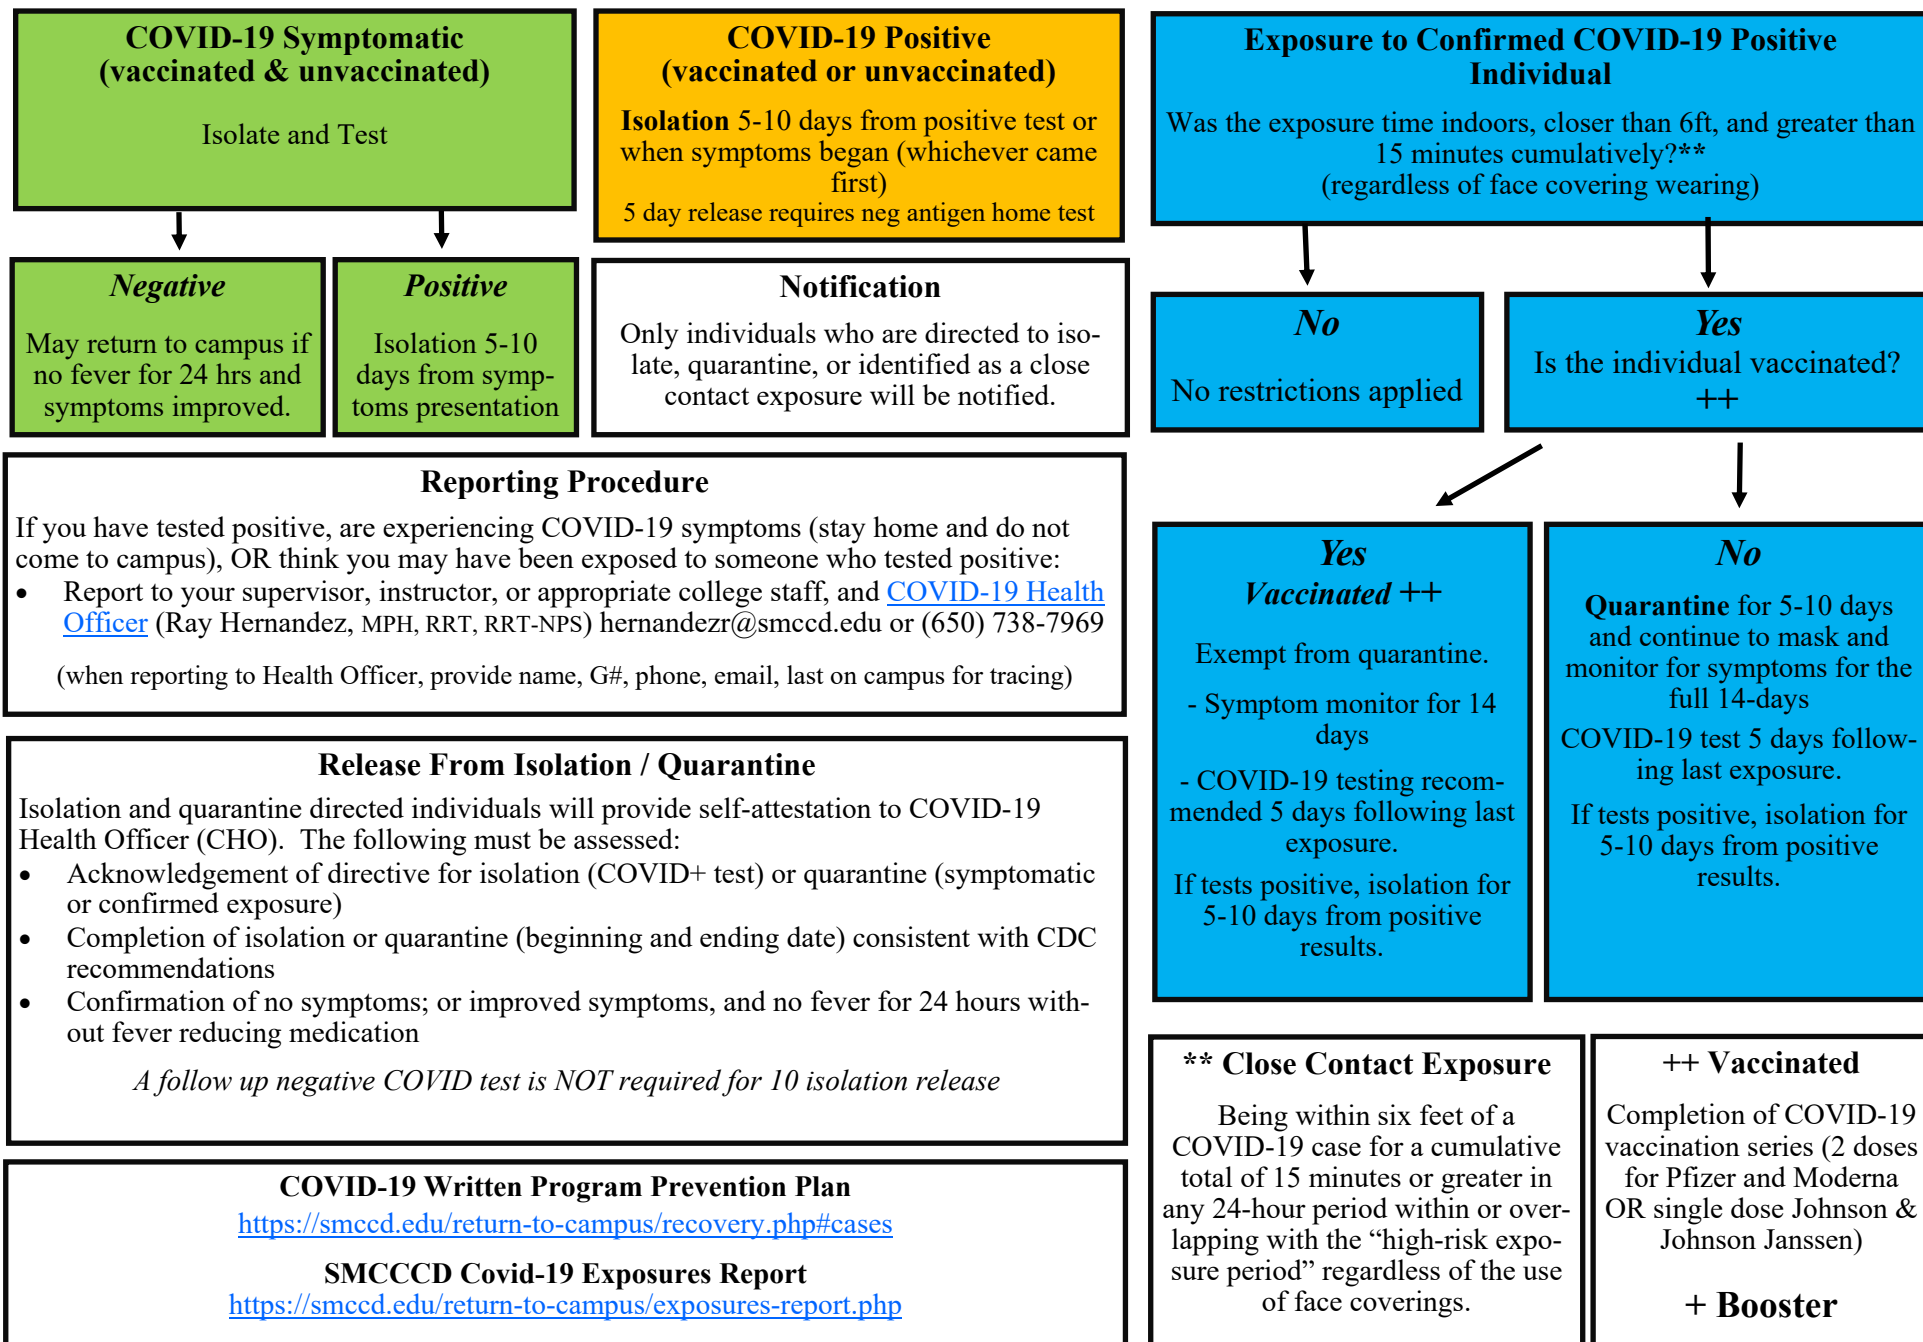 COVID-19 Symptomatic
(vaccinated & unvaccinated)
Isolate and Test
Negative
May return to campus if
no fever for 24 hrs and
symptoms improved.
Positive
Isolation 5-10
days from symp-
toms presentation
COVID-19 Positive
(vaccinated or unvaccinated)
Isolation 5-10 days from positive test or
when symptoms began (whichever came
first)
5 day release requires neg antigen home test
Notification
Only individuals who are directed to iso-
late, quarantine, or identified as a close
contact exposure will be notified.
Reporting Procedure
If you have tested positive, are experiencing COVID-19 symptoms (stay home and do not
come to campus), OR think you may have been exposed to someone who tested positive:
• Report to your supervisor, instructor, or appropriate college staff, and COVID-19 Health
Officer (Ray Hernandez, MPH, RRT, RRT-NPS) hernandezr@smccd.edu or (650) 738-7969
(when reporting to Health Officer, provide name, G#, phone, email, last on campus for tracing)
Release From Isolation / Quarantine
Isolation and quarantine directed individuals will provide self-attestation to COVID-19
Health Officer (CHO).  The following must be assessed:
• Acknowledgement of directive for isolation (COVID+ test) or quarantine (symptomatic
or confirmed exposure)
• Completion of isolation or quarantine (beginning and ending date) consistent with CDC
recommendations
• Confirmation of no symptoms; or improved symptoms, and no fever for 24 hours with-
out fever reducing medication
A follow up negative COVID test is NOT required for 10 isolation release
COVID-19 Written Program Prevention Plan
https://smccd.edu/return-to-campus/recovery.php#cases
SMCCCD Covid-19 Exposures Report
https://smccd.edu/return-to-campus/exposures-report.php
Exposure to Confirmed COVID-19 Positive
Individual
Was the exposure time indoors, closer than 6ft, and greater than
15 minutes cumulatively?**
(regardless of face covering wearing)
No
No restrictions applied
Yes
Is the individual vaccinated?
++
Yes
Vaccinated ++
Exempt from quarantine.
- Symptom monitor for 14
days
- COVID-19 testing recom-
mended 5 days following last
exposure.
If tests positive, isolation for
5-10 days from positive
results.
No
Quarantine for 5-10 days
and continue to mask and
monitor for symptoms for the
full 14-days
COVID-19 test 5 days follow-
ing last exposure.
If tests positive, isolation for
5-10 days from positive
results.
** Close Contact Exposure
Being within six feet of a
COVID-19 case for a cumulative
total of 15 minutes or greater in
any 24-hour period within or over-
lapping with the “high-risk expo-
sure period” regardless of the use
of face coverings.
++ Vaccinated
Completion of COVID-19
vaccination series (2 doses
for Pfizer and Moderna
OR single dose Johnson &
Johnson Janssen)
+ Booster